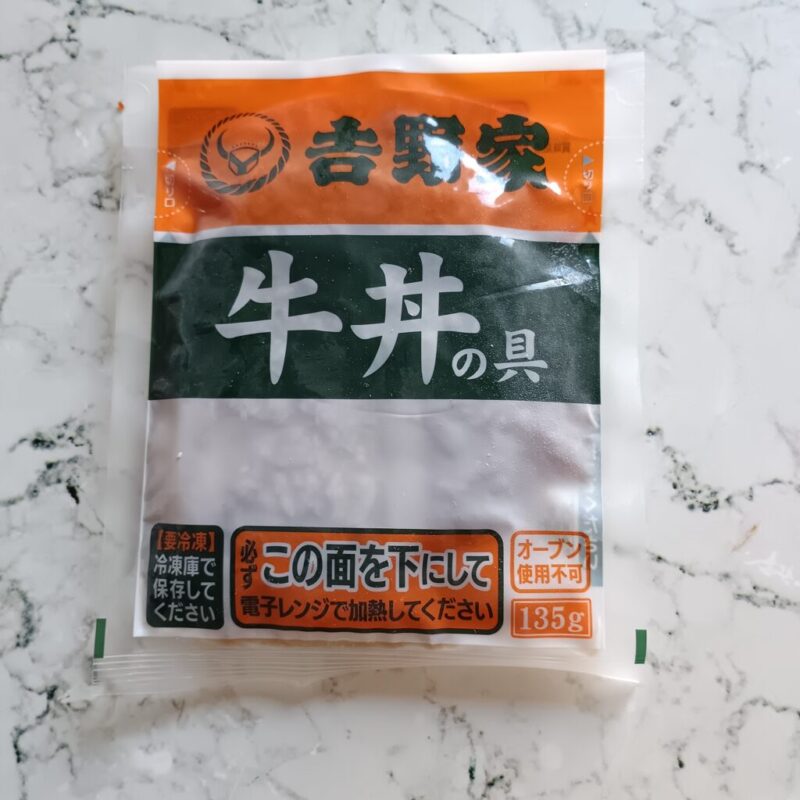 吉野家
牛丼の具
【要冷凍】
冷凍庫で
保存して
ください
必ず
この面を下にして
電子レンジで加熱してください
オーブン
使用不可
135g